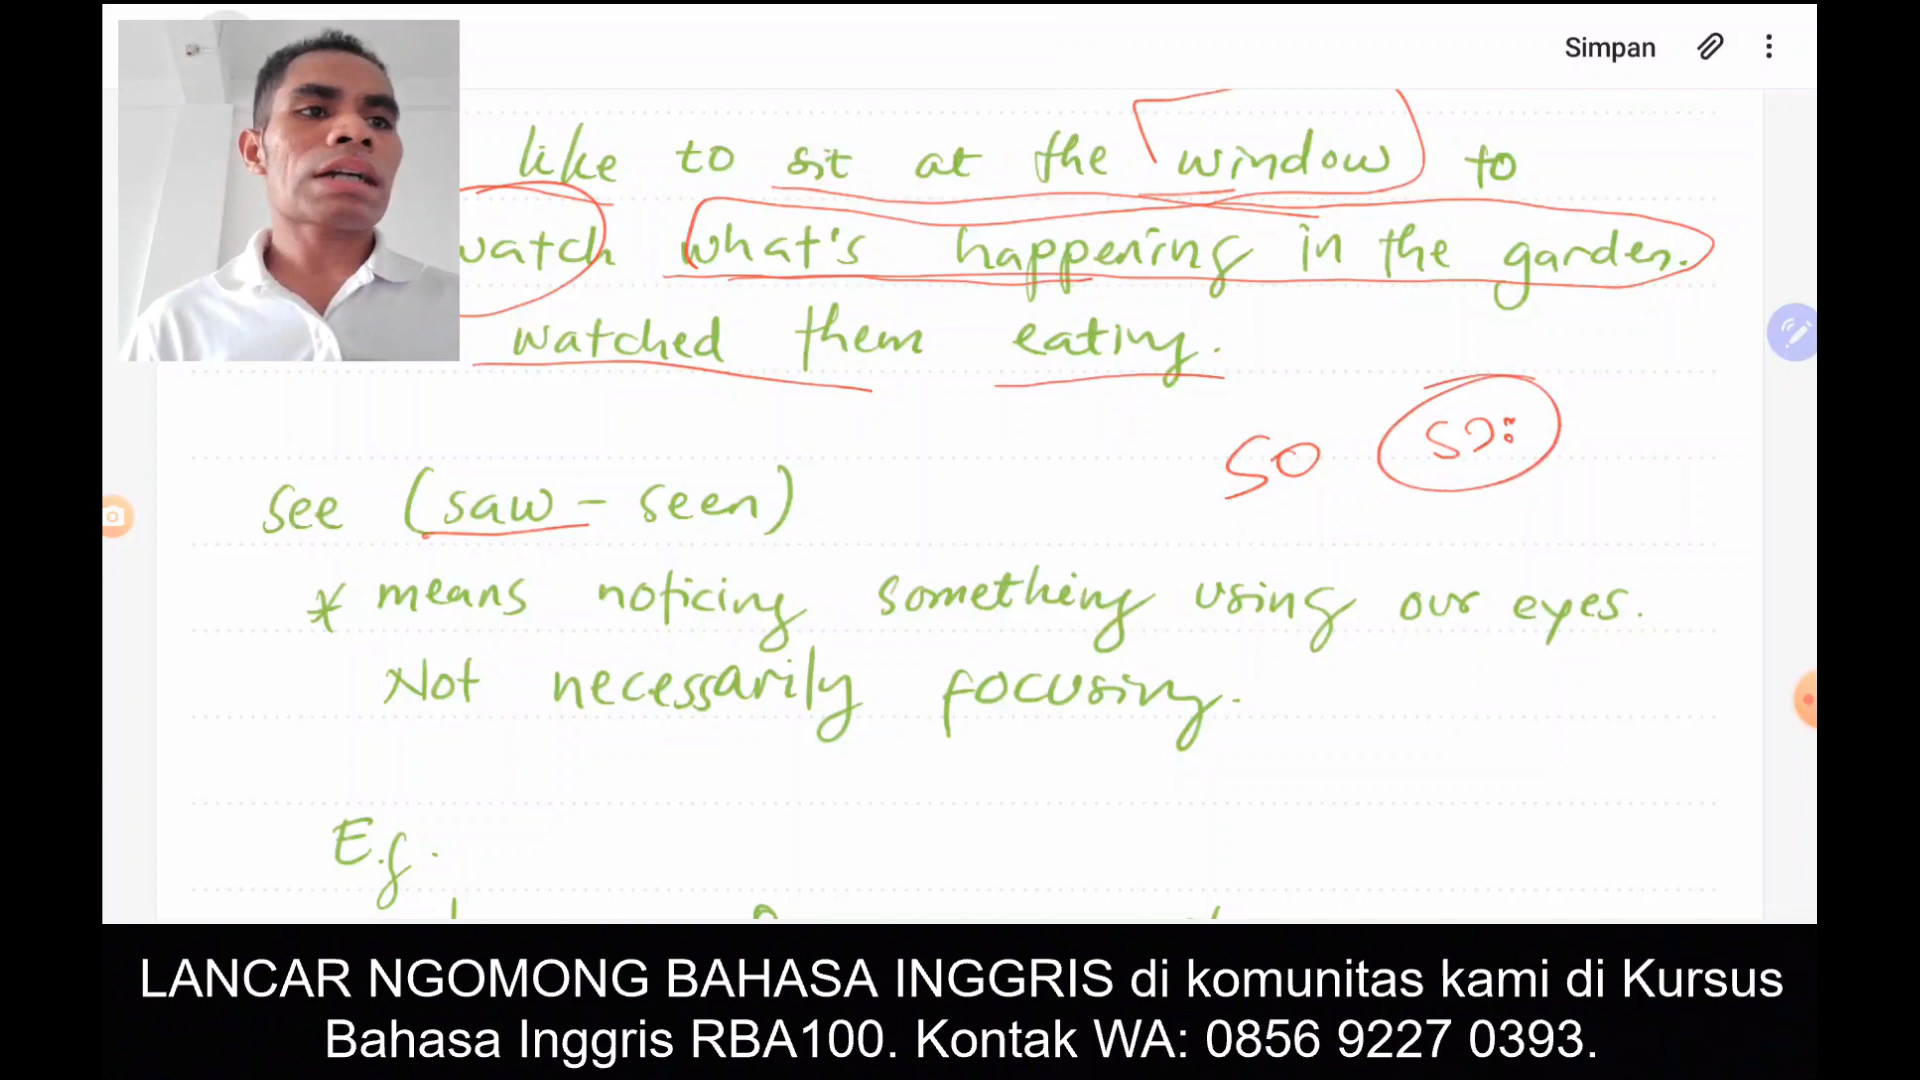 Simpan
like to sit at the window to
watch what's happening in the garden.
watched them eating.
so sɔ:
see (saw - seen)
* means noticing something using our eyes.
Not necessarily focusing.
E.g.
LANCAR NGOMONG BAHASA INGGRIS di komunitas kami di Kursus
Bahasa Inggris RBA100. Kontak WA: 0856 9227 0393.